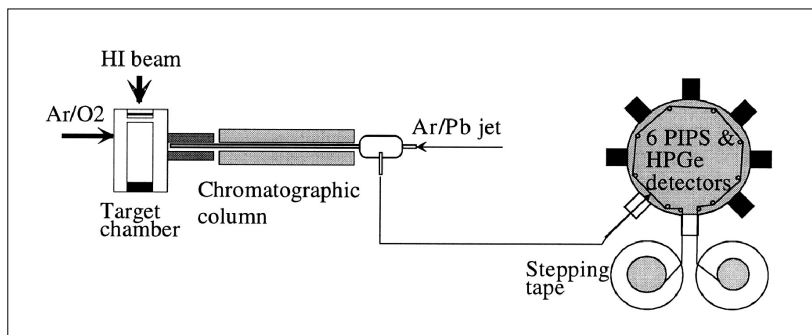 HI beam
Ar/O2
Ar/Pb jet
6 PIPS &
HPGe
detectors
Target
chamber
Chromatographic
column
Stepping
tape